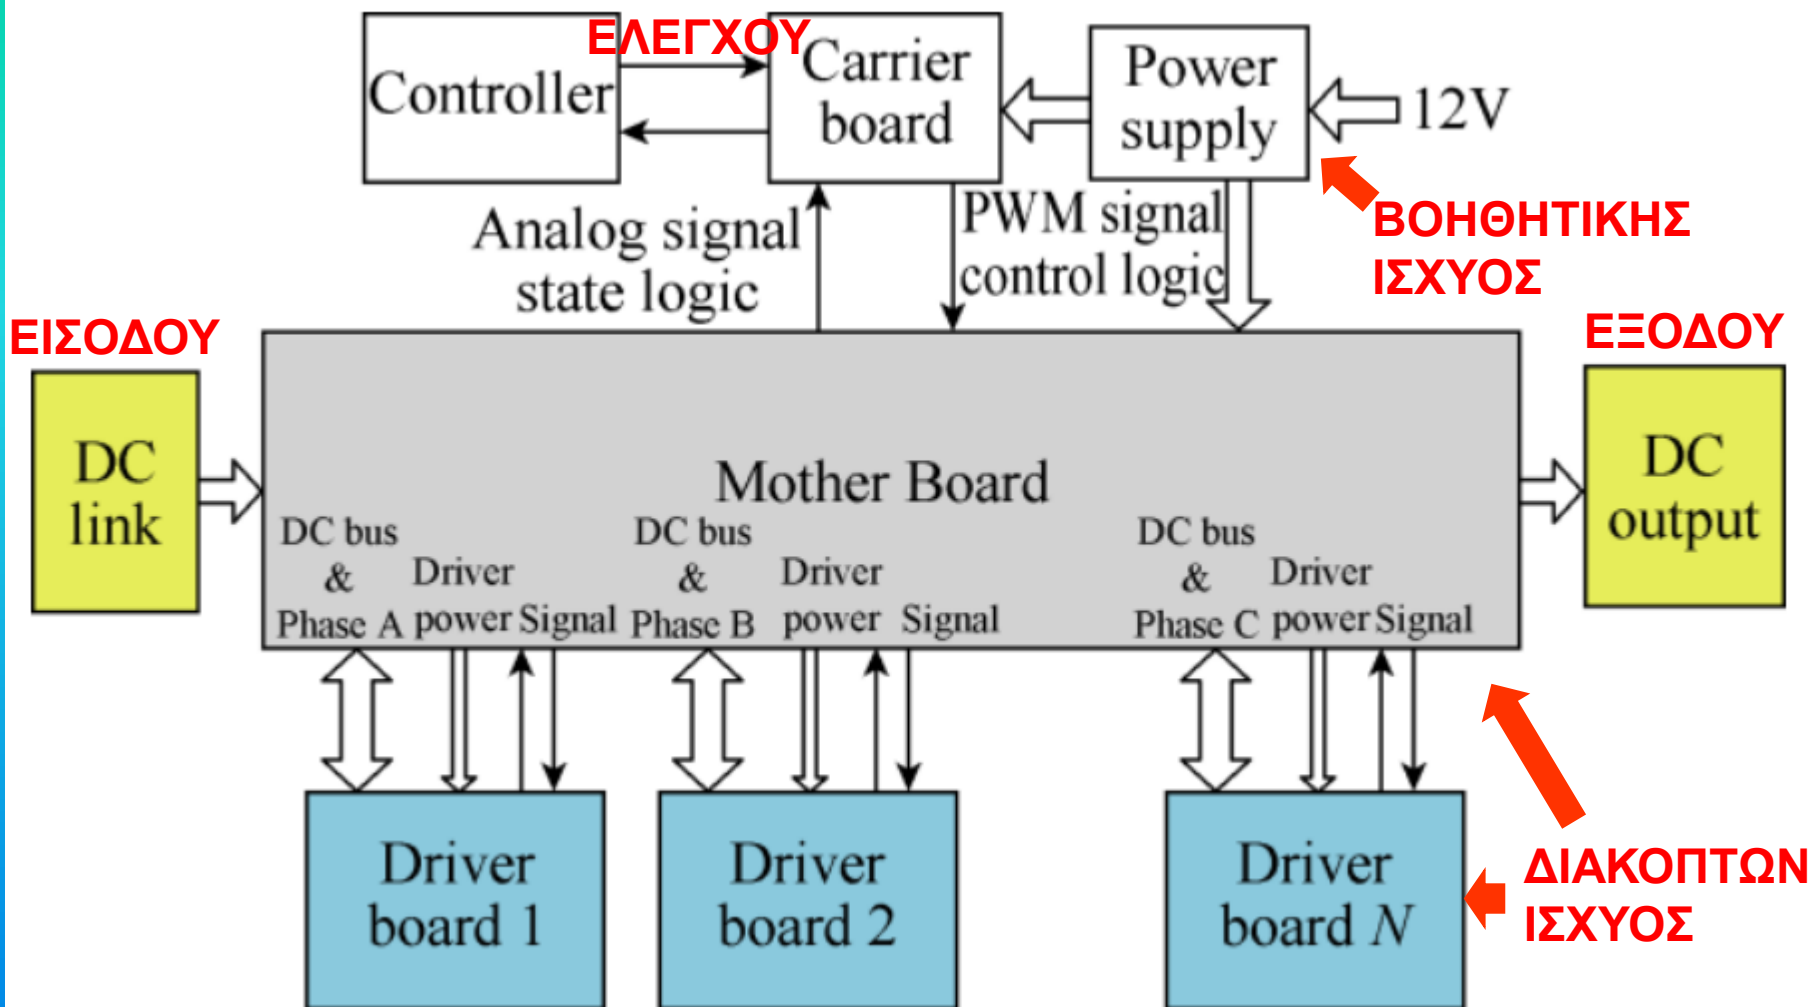 ΕΛΕΓΧΟΥ
Controller
Carrier
board
Power
supply
12V
Analog signal
state logic
PWM signal
control logic
ΒΟΗΘΗΤΙΚΗΣ
ΙΣΧΥΟΣ
ΕΙΣΟΔΟΥ
ΕΞΟΔΟΥ
DC
link
Mother Board
DC
output
DC bus
&
Phase A
Driver
power
Signal
DC bus
&
Phase B
Driver
power
Signal
DC bus
&
Phase C
Driver
power
Signal
Driver
board 1
Driver
board 2
Driver
board N
ΔΙΑΚΟΠΤΩΝ
ΙΣΧΥΟΣ